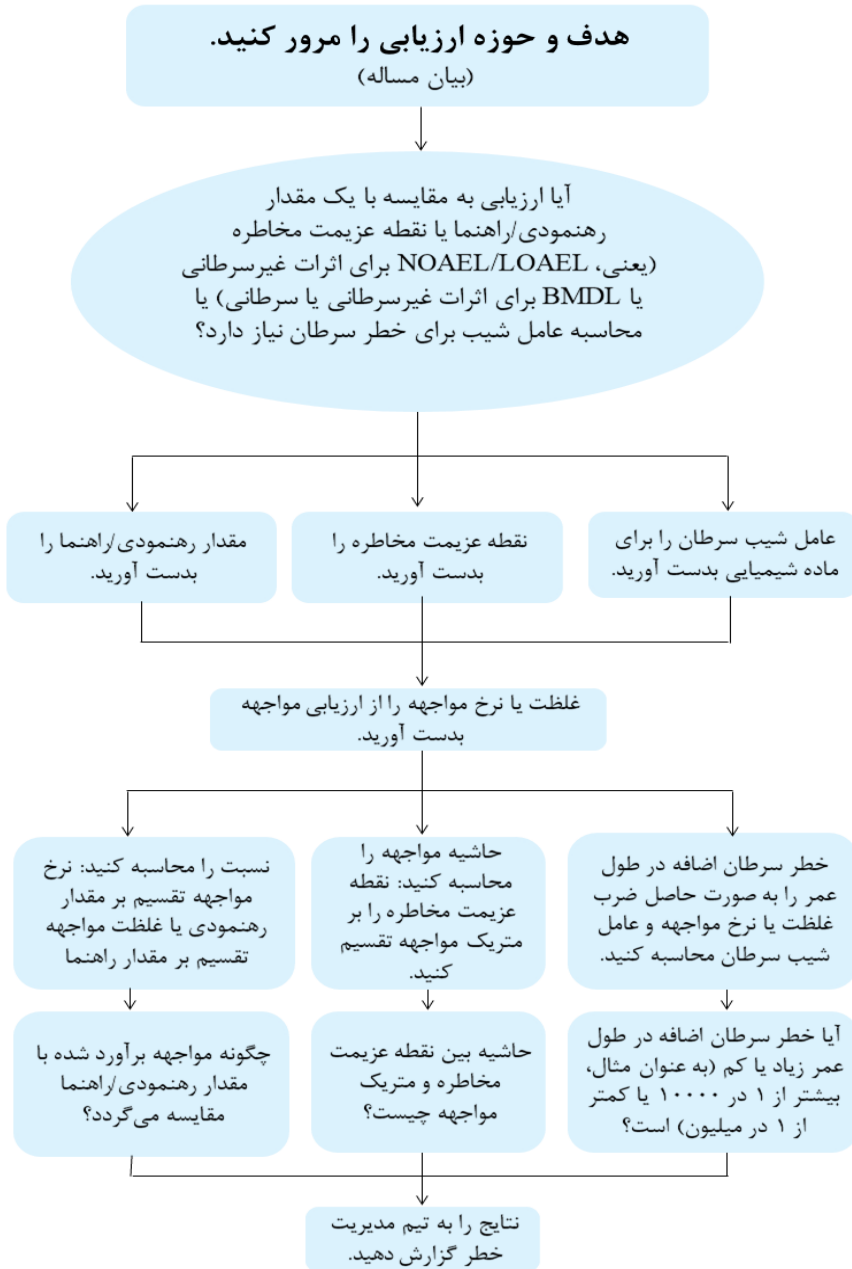 هدف و حوزه ارزیابی را مرور کنید.
(بیان مساله)
آیا ارزیابی به مقایسه با یک مقدار
رهنمودی/راهنما یا نقطه عزیمت مخاطره
(یعنی، NOAEL/LOAEL برای اثرات غیرسرطانی
یا BMDL برای اثرات غیرسرطانی یا سرطانی) یا
محاسبه عامل شیب برای خطر سرطان نیاز دارد؟
عامل شیب سرطان را برای
ماده شیمیایی بدست آورید.
نقطه عزیمت مخاطره را
بدست آورید.
مقدار رهنمودی/راهنما را
بدست آورید.
غلظت یا نرخ مواجهه را از ارزیابی مواجهه
بدست آورید.
خطر سرطان اضافه در طول
عمر را به صورت حاصل ضرب
غلظت یا نرخ مواجهه و عامل
شیب سرطان محاسبه کنید.
حاشیه مواجهه را
محاسبه کنید: نقطه
عزیمت مخاطره را بر
متریک مواجهه تقسیم
کنید.
نسبت را محاسبه کنید: نرخ
مواجهه تقسیم بر مقدار
رهنمودی یا غلظت مواجهه
تقسیم بر مقدار راهنما
آیا خطر سرطان اضافه در طول
عمر زیاد یا کم (به عنوان مثال،
بیشتر از ۱ در ۱۰۰۰۰ یا کمتر
از ۱ در میلیون) است؟
حاشیه بین نقطه عزیمت
مخاطره و متریک
مواجهه چیست؟
چگونه مواجهه برآورد شده با
مقدار رهنمودی/راهنما
مقایسه می‌گردد؟
نتایج را به تیم مدیریت
خطر گزارش دهید.